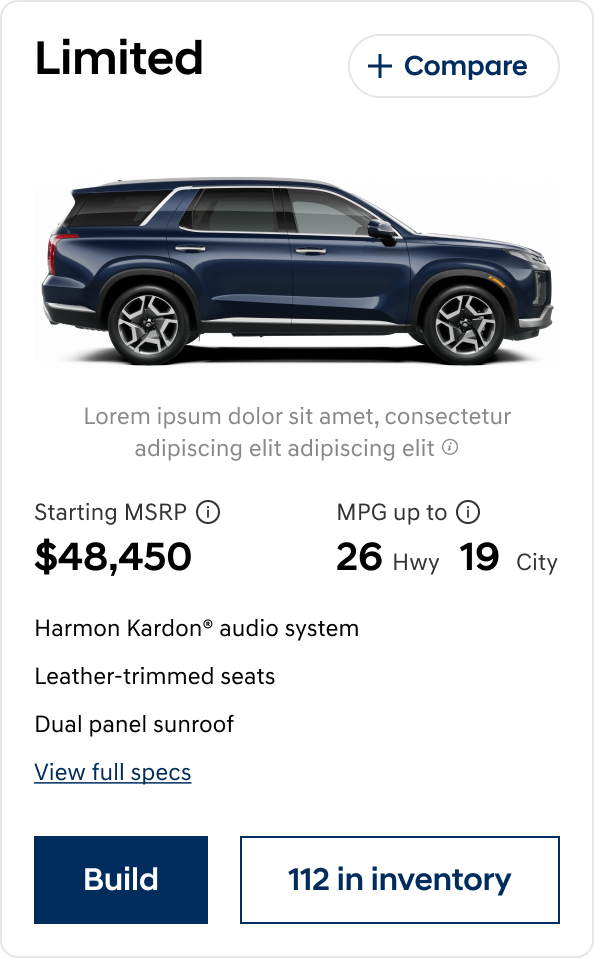 Limited
+ Compare
Lorem ipsum dolor sit amet, consectetur
adipiscing elit adipiscing elit ⓘ
Starting MSRP ⓘ
$48,450
MPG up to ⓘ
26 Hwy 19 City
Harmon Kardon® audio system
Leather-trimmed seats
Dual panel sunroof
View full specs
Build
112 in inventory